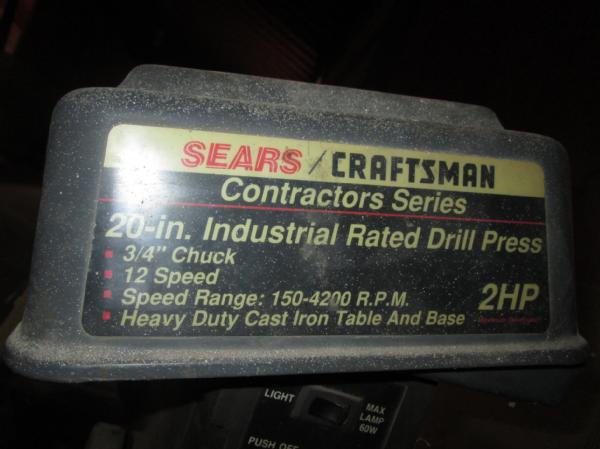 SEARS / CRAFTSMAN
Contractors Series
20-in. Industrial Rated Drill Press
3/4" Chuck
12 Speed
Speed Range: 150-4200 R.P.M.
Heavy Duty Cast Iron Table And Base
2HP
LIGHT
MAX
LAMP
60W
PUSH OFF